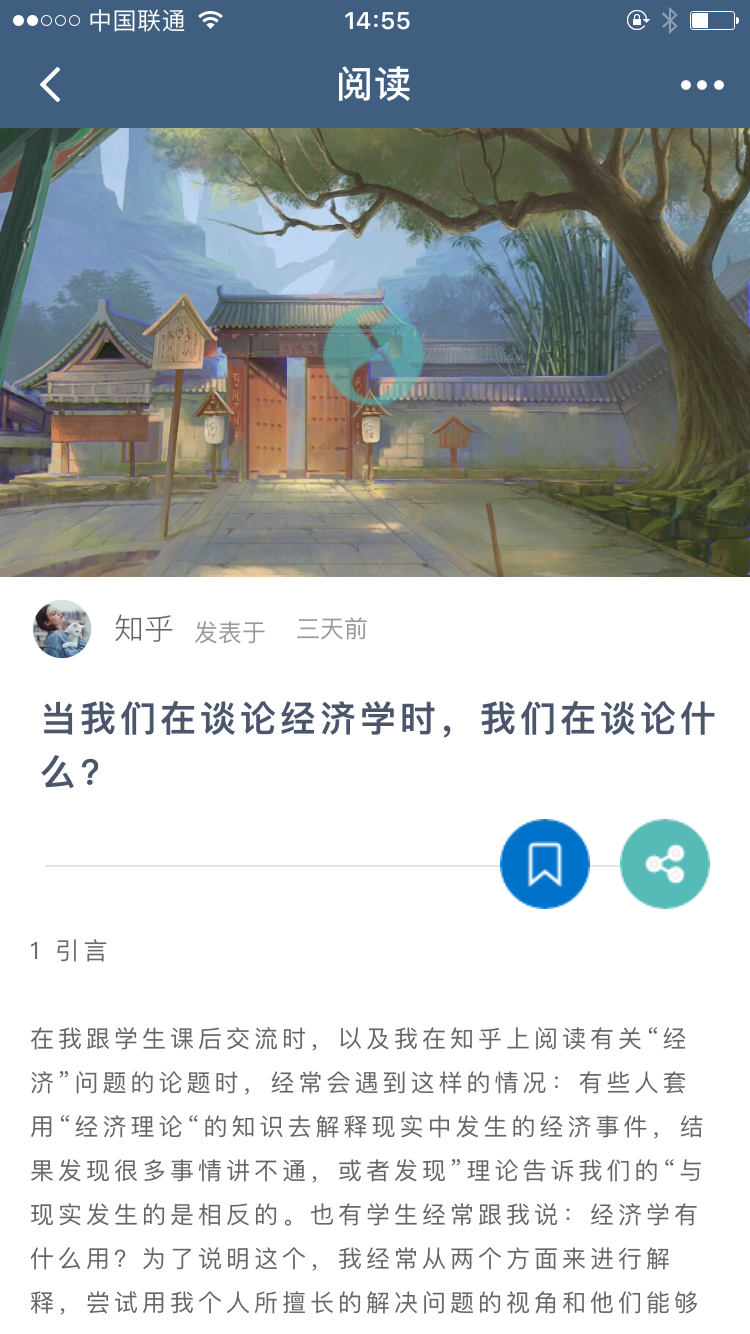 中国联通
14:55
阅读
知乎 发表于 三天前
当我们在谈论经济学时，我们在谈论什
么?
1 引言
在我跟学生课后交流时，以及我在知乎上阅读有关“经
济”问题的论题时，经常会遇到这样的情况：有些人套
用“经济理论“的知识去解释现实中发生的经济事件，结
果发现很多事情讲不通，或者发现”理论告诉我们的“与
现实发生的是相反的。也有学生经常跟我说：经济学有
什么用？为了说明这个，我经常从两个方面来进行解
释，尝试用我个人所擅长的解决问题的视角和他们能够